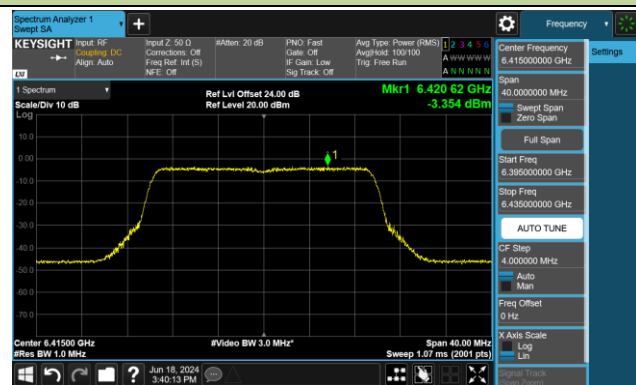 Spectrum Analyzer 1
Swept SA
+
Frequency
KEYSIGHT
Input: RF
Coupling: DC
Align: Auto
Input Z: 50 Ω
Corrections: Off
Freq Ref: Int (S)
NFE: Off
#Atten: 20 dB
PNO: Fast
Gate: Off
IF Gain: Low
Sig Track: Off
Avg Type: Power (RMS)
Avg|Hold: 100/100
Trig: Free Run
1 2 3 4 5 6
A W W W W W
A N N N N N
LXI
1 Spectrum
Scale/Div 10 dB
Log
Ref Lvl Offset 24.00 dB
Ref Level 20.00 dBm
Mkr1 6.420 62 GHz
-3.354 dBm
10.0
0.00
-10.0
-20.0
-30.0
-40.0
-50.0
-60.0
-70.0
1
Center 6.41500 GHz
#Res BW 1.0 MHz
#Video BW 3.0 MHz*
Span 40.00 MHz
Sweep 1.07 ms (2001 pts)
Center Frequency
6.415000000 GHz
Settings
Span
40.0000000 MHz
Swept Span
Zero Span
Full Span
Start Freq
6.395000000 GHz
Stop Freq
6.435000000 GHz
AUTO TUNE
CF Step
4.000000 MHz
Auto
Man
Freq Offset
0 Hz
X Axis Scale
Log
Lin
Signal Track
(Span Zoom)
?
Jun 18, 2024
3:40:13 PM